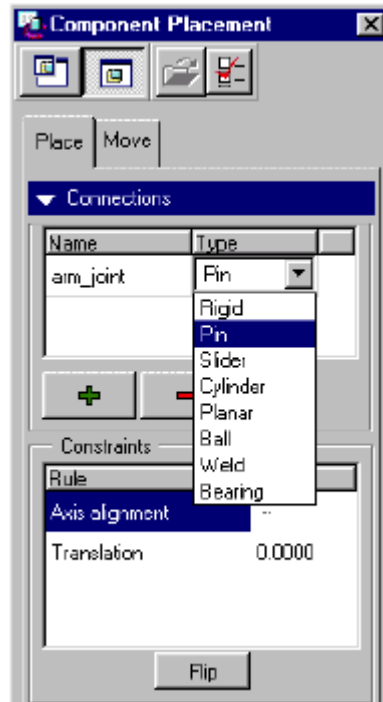 Component Placement
Place Move
Connections
Name Type
arm_joint Pin
Rigid
Pin
Slider
Cylinder
Planar
Ball
Weld
Bearing
Constraints
Rule
Axis alignment --
Translation 0.0000
Flip